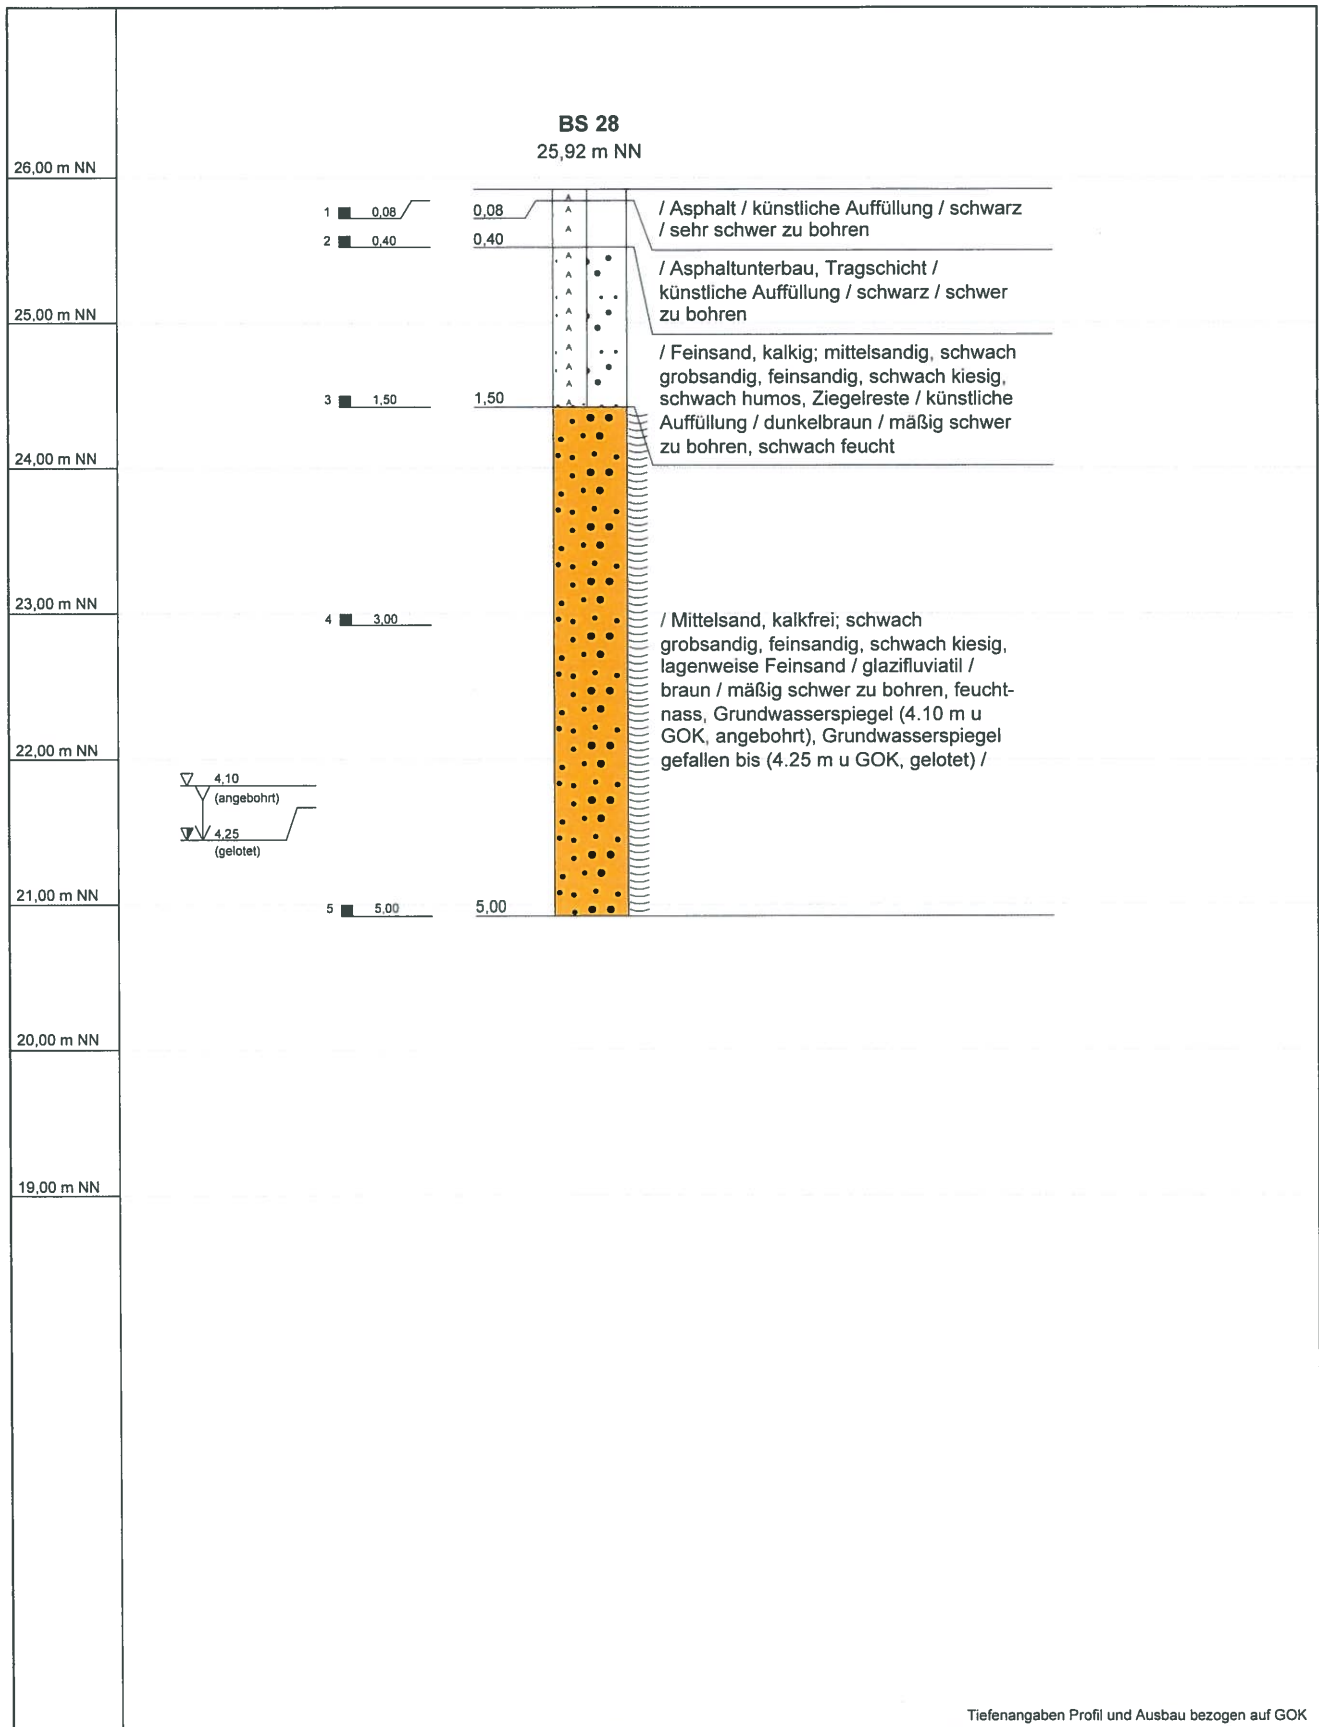 BS 28
25,92 m NN
26,00 m NN
1 0,08
0,08
/ Asphalt / künstliche Auffüllung / schwarz
/ sehr schwer zu bohren
2 0,40
0,40
/ Asphaltunterbau, Tragschicht /
künstliche Auffüllung / schwarz / schwer
zu bohren
25,00 m NN
/ Feinsand, kalkig; mittelsandig, schwach
grobsandig, feinsandig, schwach kiesig,
schwach humos, Ziegelreste / künstliche
Auffüllung / dunkelbraun / mäßig schwer
zu bohren, schwach feucht
3 1,50
1,50
24,00 m NN
23,00 m NN
4 3,00
/ Mittelsand, kalkfrei; schwach
grobsandig, feinsandig, schwach kiesig,
lagenweise Feinsand / glazifluviatil /
braun / mäßig schwer zu bohren, feucht-
nass, Grundwasserspiegel (4.10 m u
GOK, angebohrt), Grundwasserspiegel
gefallen bis (4.25 m u GOK, gelotet) /
22,00 m NN
4,10
(angebohrt)
4,25
(gelotet)
21,00 m NN
5 5,00
5,00
20,00 m NN
19,00 m NN
Tiefenangaben Profil und Ausbau bezogen auf GOK